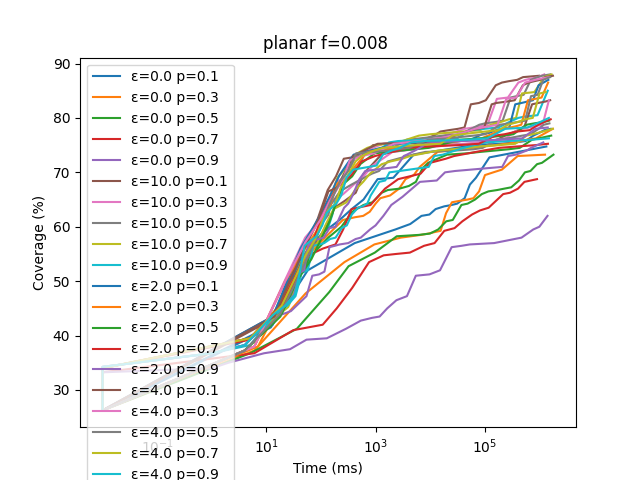 planar f=0.008
90
80
70
60
50
40
30
Coverage (%)
ε=0.0 p=0.1
ε=0.0 p=0.3
ε=0.0 p=0.5
ε=0.0 p=0.7
ε=0.0 p=0.9
ε=10.0 p=0.1
ε=10.0 p=0.3
ε=10.0 p=0.5
ε=10.0 p=0.7
ε=10.0 p=0.9
ε=2.0 p=0.1
ε=2.0 p=0.3
ε=2.0 p=0.5
ε=2.0 p=0.7
ε=2.0 p=0.9
ε=4.0 p=0.1
ε=4.0 p=0.3
ε=4.0 p=0.5
ε=4.0 p=0.7
ε=4.0 p=0.9
10⁻¹ 10¹ 10³ 10⁵
Time (ms)